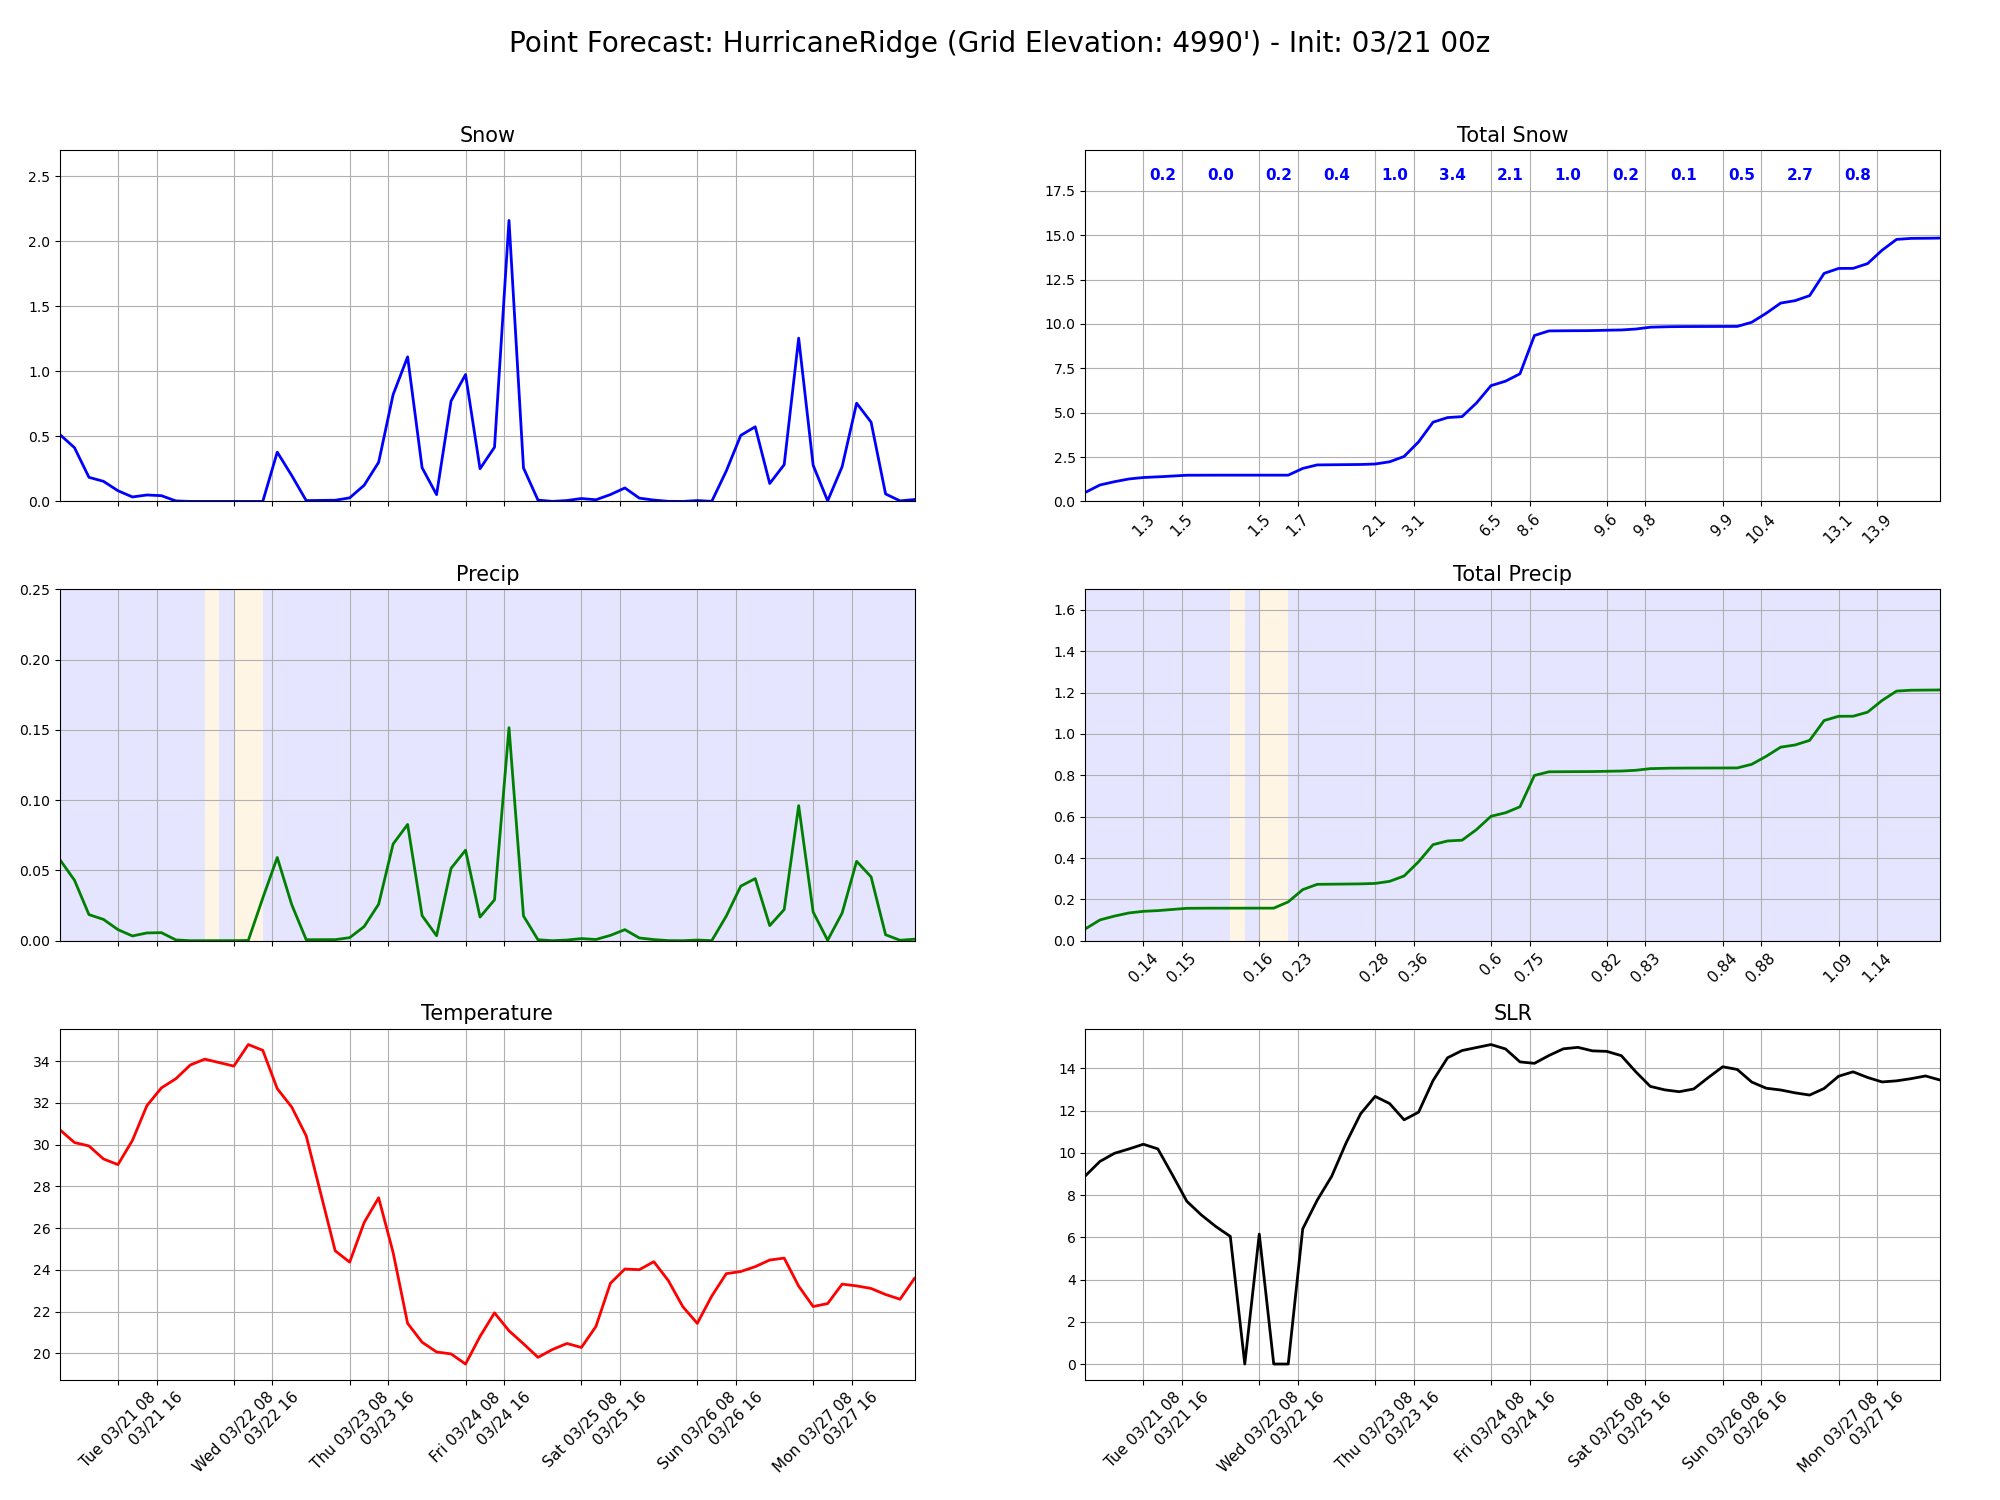 Point Forecast: HurricaneRidge (Grid Elevation: 4990') - Init: 03/21 00z
Snow
2.5
2.0
1.5
1.0
0.5
0.0
Total Snow
0.2 0.0 0.2 0.4 1.0 3.4 2.1 1.0 0.2 0.1 0.5 2.7 0.8
17.5
15.0
12.5
10.0
7.5
5.0
2.5
0.0
1.3 1.5 1.5 1.7 2.1 3.1 6.5 8.6 9.6 9.8 9.9 10.4 13.1 13.9
Precip
0.25
0.20
0.15
0.10
0.05
0.00
Total Precip
1.6
1.4
1.2
1.0
0.8
0.6
0.4
0.2
0.0
0.14 0.15 0.16 0.23 0.28 0.36 0.6 0.75 0.82 0.83 0.84 0.88 1.09 1.14
Temperature
34
32
30
28
26
24
22
20
Tue 03/21 08
03/21 16
Wed 03/22 08
03/22 16
Thu 03/23 08
03/23 16
Fri 03/24 08
03/24 16
Sat 03/25 08
03/25 16
Sun 03/26 08
03/26 16
Mon 03/27 08
03/27 16
SLR
14
12
10
8
6
4
2
0
Tue 03/21 08
03/21 16
Wed 03/22 08
03/22 16
Thu 03/23 08
03/23 16
Fri 03/24 08
03/24 16
Sat 03/25 08
03/25 16
Sun 03/26 08
03/26 16
Mon 03/27 08
03/27 16